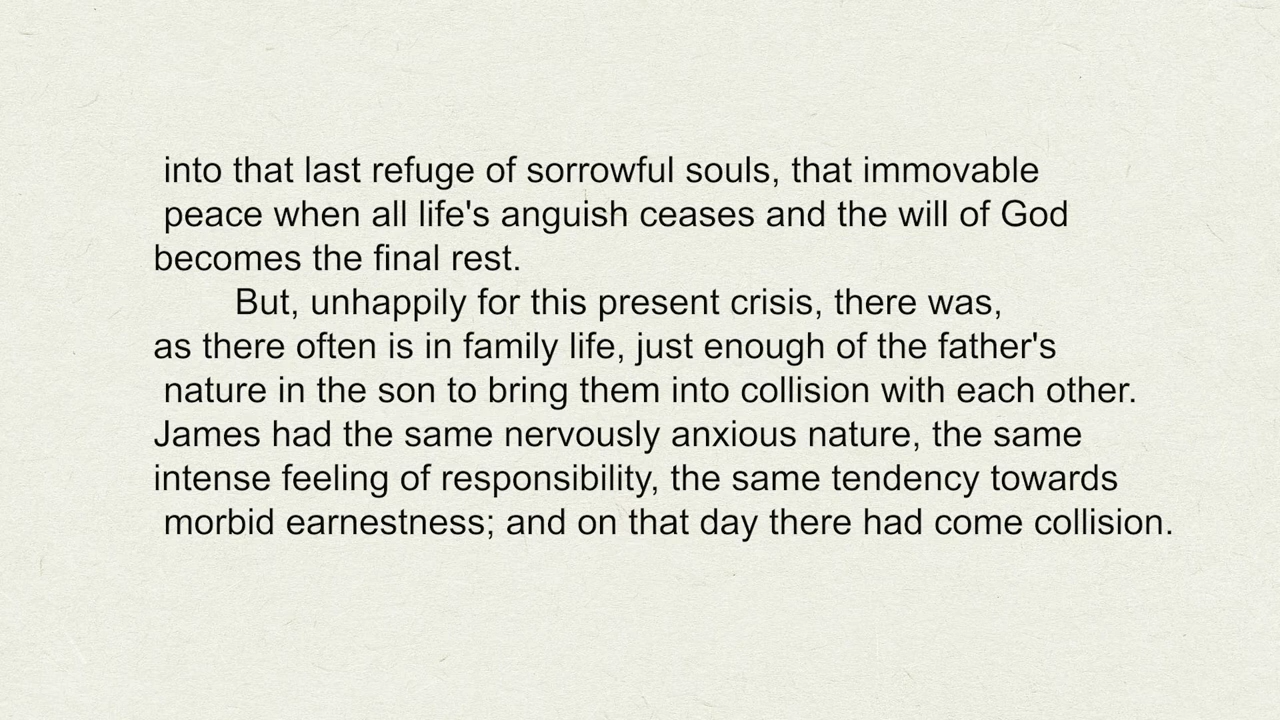 into that last refuge of sorrowful souls, that immovable
peace when all life's anguish ceases and the will of God
becomes the final rest.
But, unhappily for this present crisis, there was,
as there often is in family life, just enough of the father's
nature in the son to bring them into collision with each other.
James had the same nervously anxious nature, the same
intense feeling of responsibility, the same tendency towards
morbid earnestness; and on that day there had come collision.